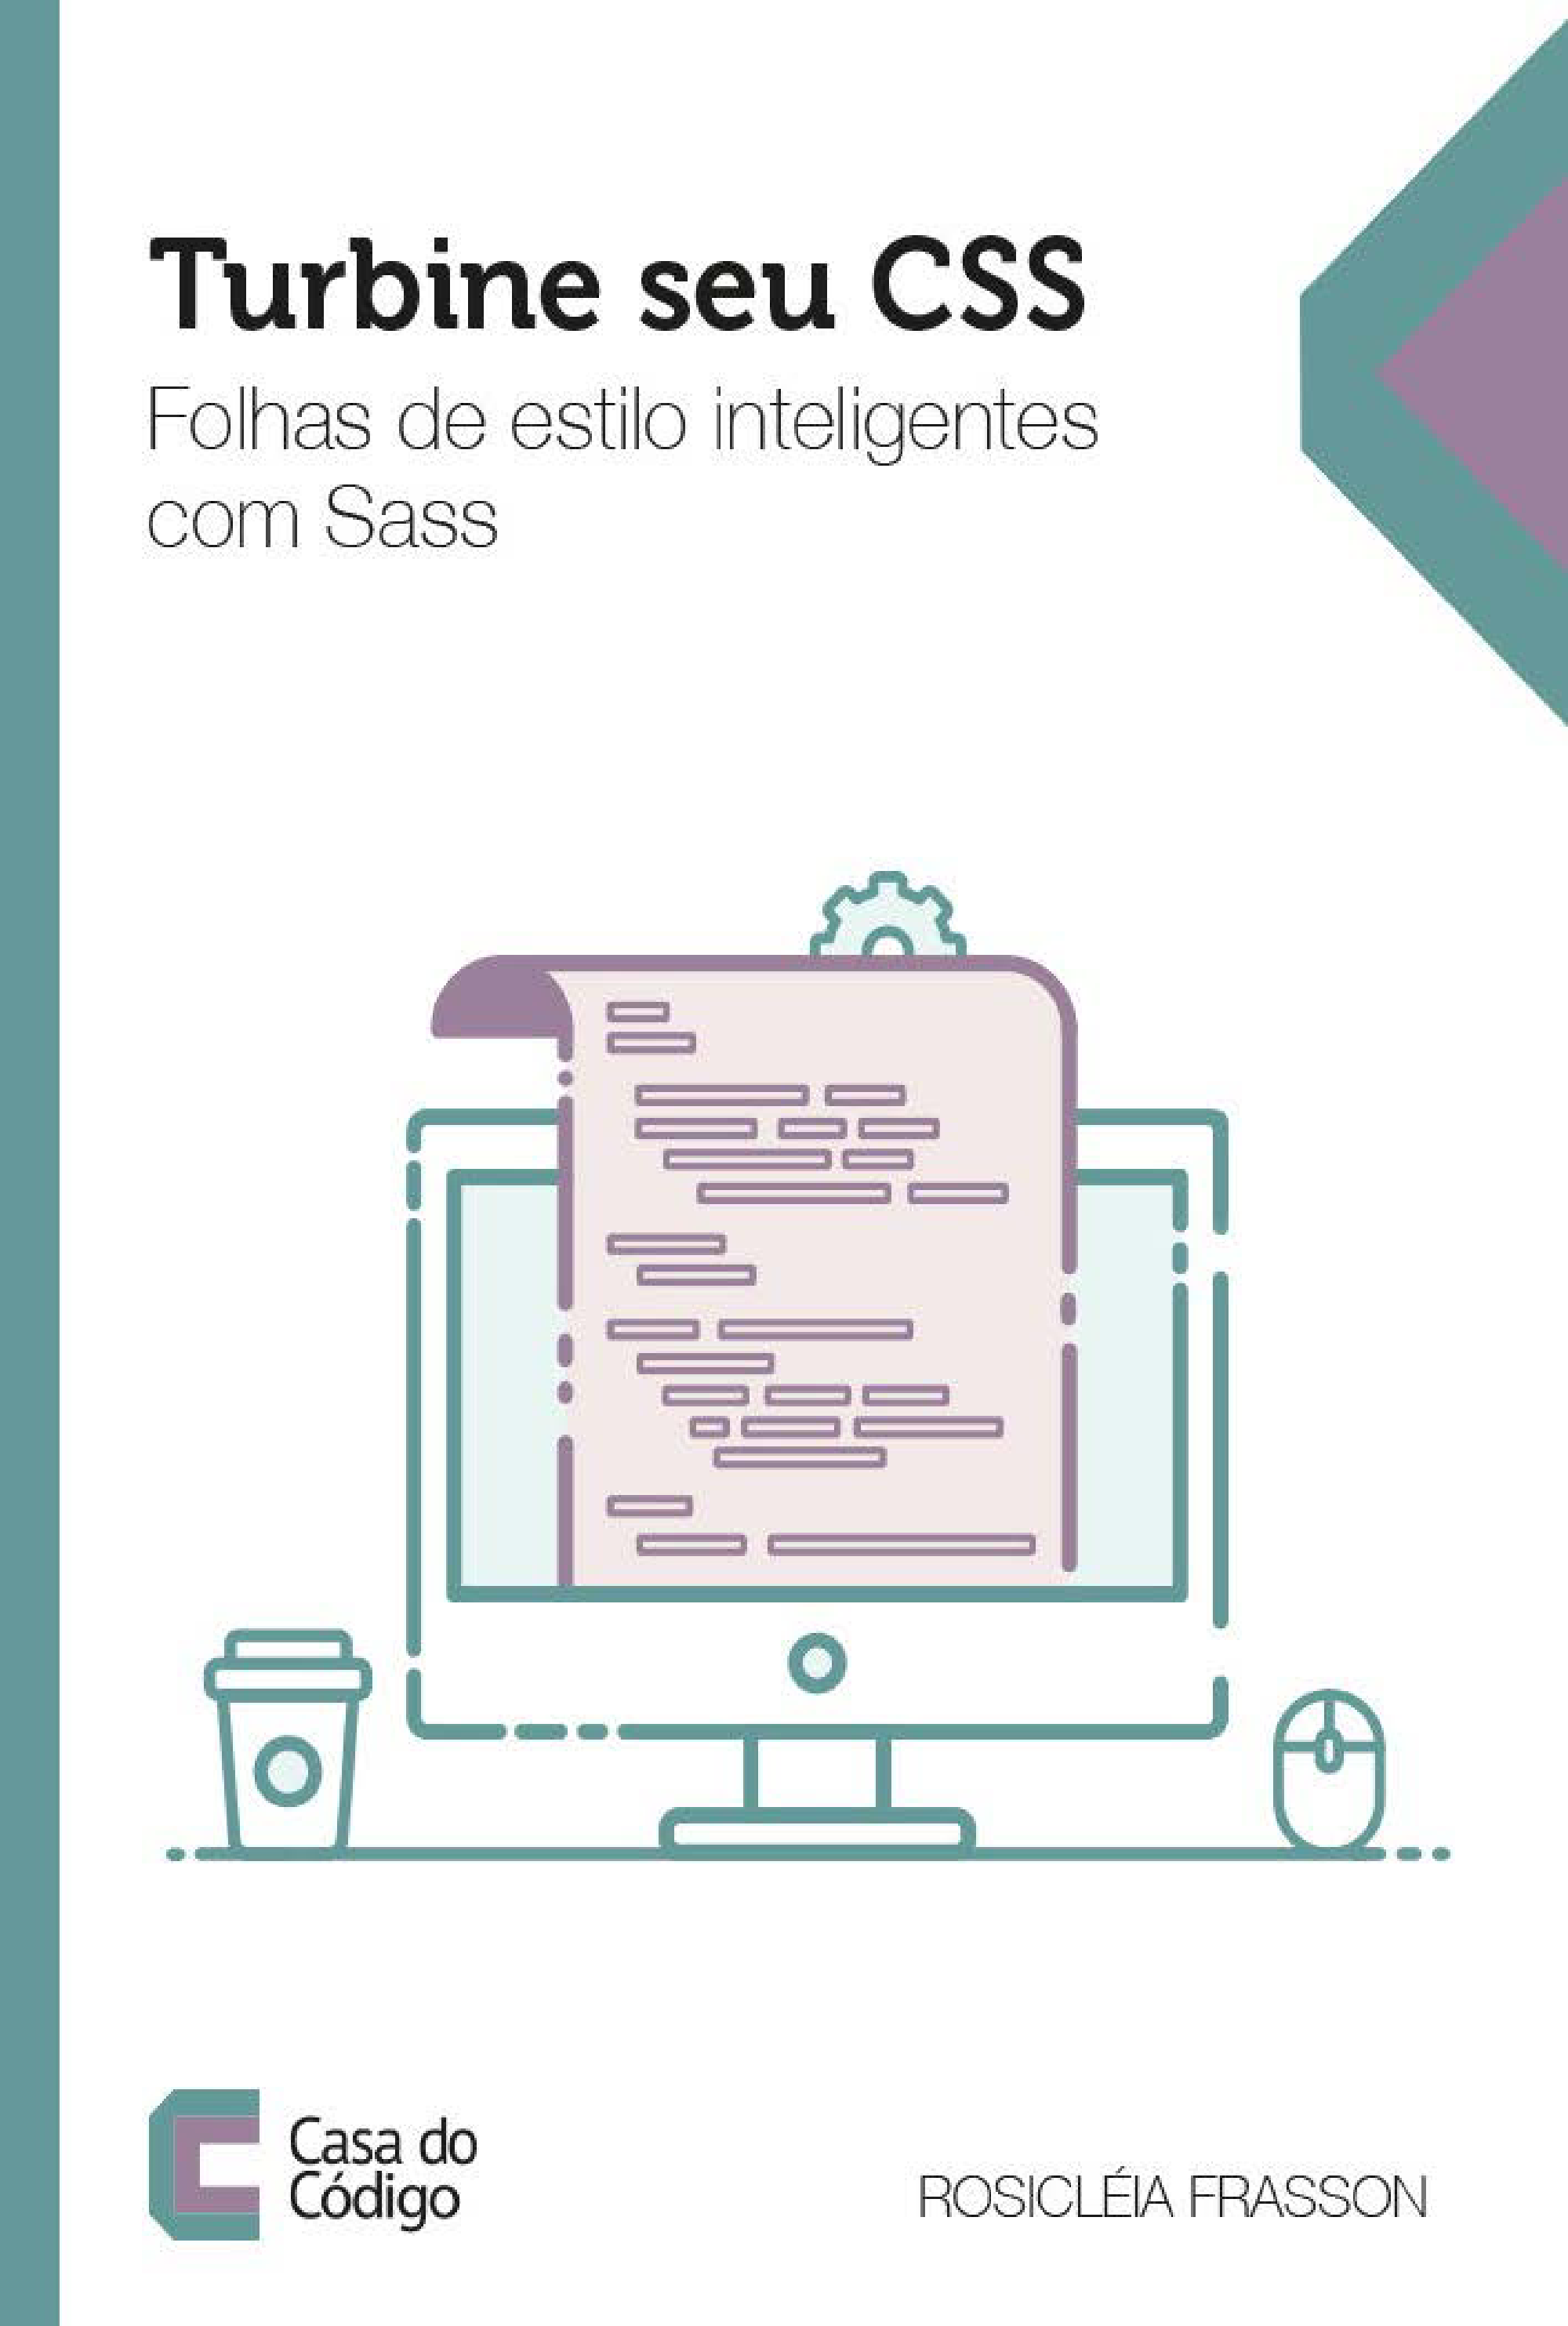 Turbine seu CSS
Folhas de estilo inteligentes
com Sass
Casa do
Código
ROSICLÉIA FRASSON